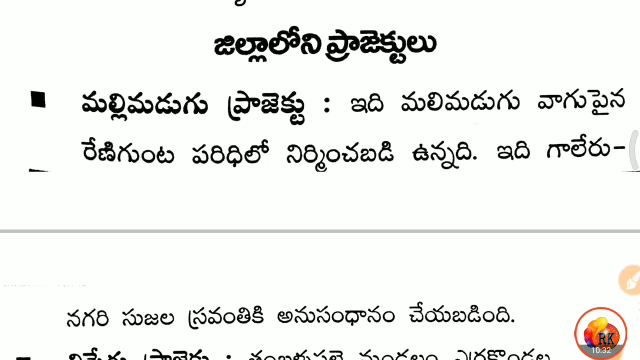 జిల్లాలోని ప్రాజెక్టులు
■ మల్లిమడుగు ప్రాజెక్టు : ఇది మలిమడుగు వాగుపైన
రేణిగుంట పరిధిలో నిర్మించబడి ఉన్నది. ఇది గాలేరు-
నగరి సుజల స్రవంతికి అనుసంధానం చేయబడింది.
RK
10:32